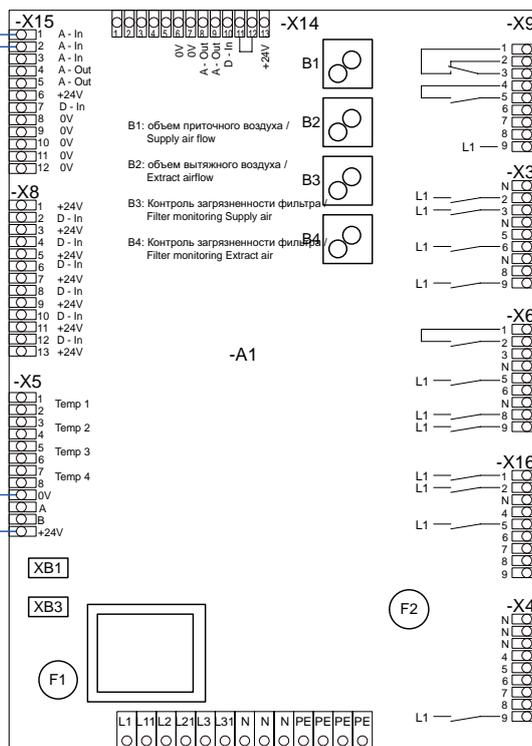 -X15
1 A - In
2 A - In
3 A - In
4 A - Out
5 A - Out
6 +24V
7 D - In
8 0V
9 0V
10 0V
11 0V
12 0V
-X14
1 2 3 4 5 6 7 8 9 10 11 12 13
0V
0V
A - Out
A - Out
D - In
+24V
B1
B2
B3
B4
B1: объем приточного воздуха /
Supply air flow
B2: объем вытяжного воздуха /
Extract airflow
B3: Контроль загрязненности фильтра /
Filter monitoring Supply air
B4: Контроль загрязненности фильтра /
Filter monitoring Extract air
-X8
1 +24V
2 D - In
3 +24V
4 D - In
5 +24V
6 D - In
7 +24V
8 D - In
9 +24V
10 D - In
11 +24V
12 D - In
13 +24V
-A1
-X5
1
2 Temp 1
3
4 Temp 2
5
6 Temp 3
7
8 Temp 4
0V
A
B
+24V
XB1
XB3
F1
F2
L1 L11 L2 L21 L3 L31 N N N PE PE PE PE
-X9
1
2
3
4
5
6
7
8
L1 9
-X3
N
L1 2
L1 3
N
5
L1 6
N
8
L1 9
-X6
1
2
3
N
L1 5
6
N
L1 8
L1 9
-X16
L1 1
L1 2
N
4
L1 5
6
7
8
9
-X4
N
N
N
4
5
6
7
8
L1 9